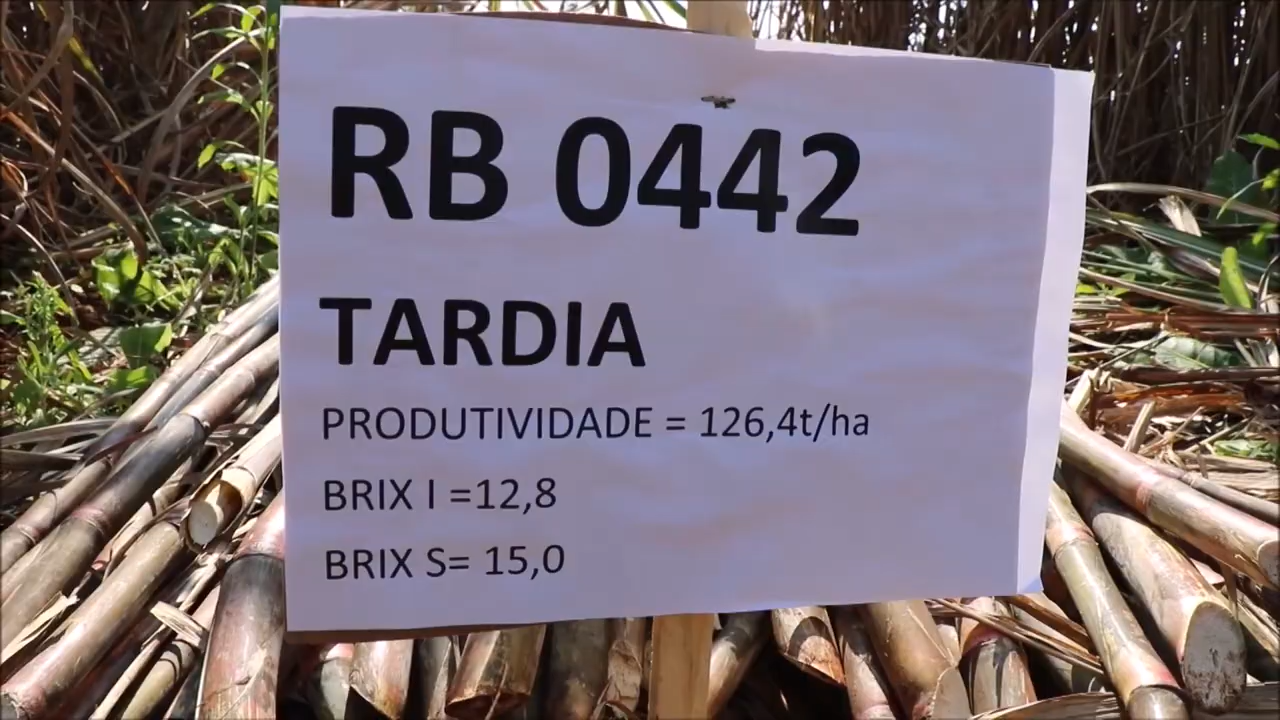 RB 0442
TARDIA
PRODUTIVIDADE = 126,4t/ha
BRIX I =12,8
BRIX S= 15,0